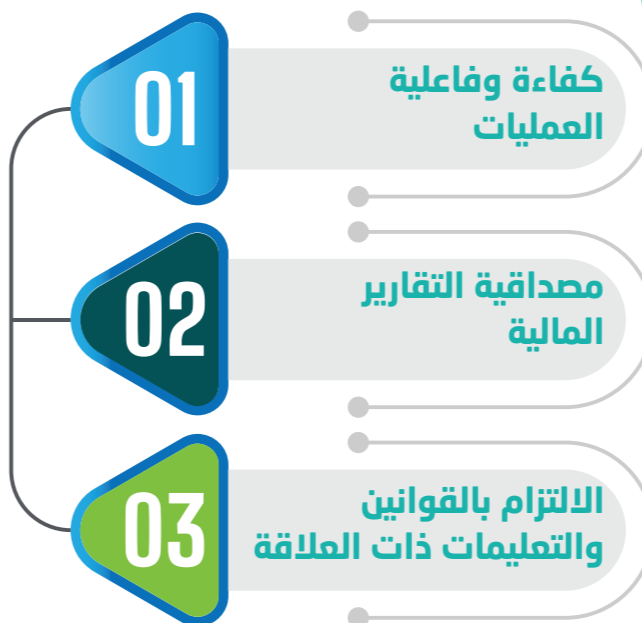 01
كفاءة وفاعلية
العمليات
02
مصداقية التقارير
المالية
03
الالتزام بالقوانين
والتعليمات ذات العلاقة